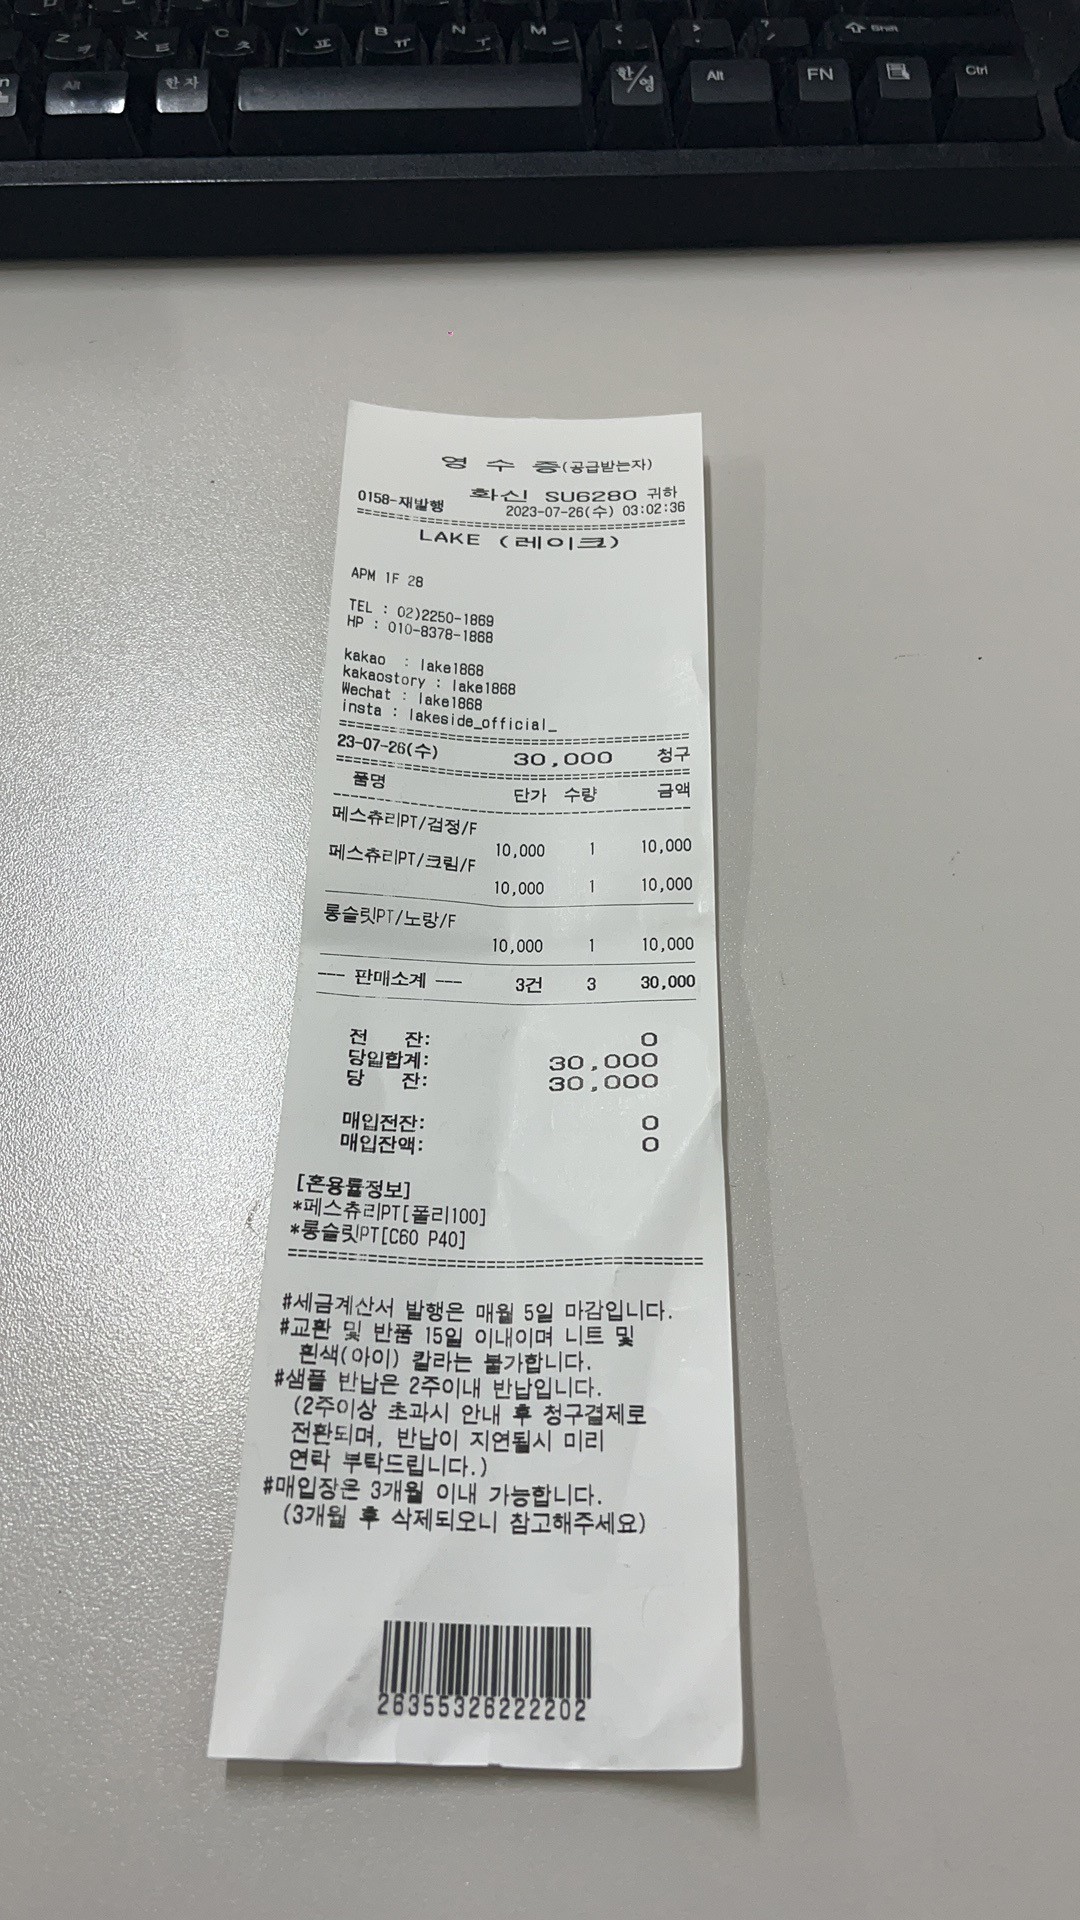 Z ㅋ X ㅌ C ㅊ V ㅍ B ㅠ N ㅜ M ㅡ < , > . ? / Shift
Alt 한자 한/영 Alt FN Ctrl
영 수 증(공급받는자)
화신 SU6280 귀하
0158-재발행 2023-07-26(수) 03:02:36
LAKE (레이크)
APM 1F 28
TEL : 02)2250-1869
HP : 010-8378-1868
kakao : lake1868
kakaostory : lake1868
Wechat : lake1868
insta : lakeside_official_
23-07-26(수) 30,000 청구
품명 단가 수량 금액
페스츄리PT/검정/F
10,000 1 10,000
페스츄리PT/크림/F
10,000 1 10,000
롱슬릿PT/노랑/F
10,000 1 10,000
--- 판매소계 --- 3건 3 30,000
전 잔: 0
당입합계: 30,000
당 잔: 30,000
매입전잔: 0
매입잔액: 0
[혼용률정보]
*페스츄리PT[폴리100]
*롱슬릿PT[C60 P40]
#세금계산서 발행은 매월 5일 마감입니다.
#교환 및 반품 15일 이내이며 니트 및
흰색(아이) 칼라는 불가합니다.
#샘플 반납은 2주이내 반납입니다.
(2주이상 초과시 안내 후 청구결제로
전환되며, 반납이 지연될시 미리
연락 부탁드립니다.)
#매입장은 3개월 이내 가능합니다.
(3개월 후 삭제되오니 참고해주세요)
26355326222202